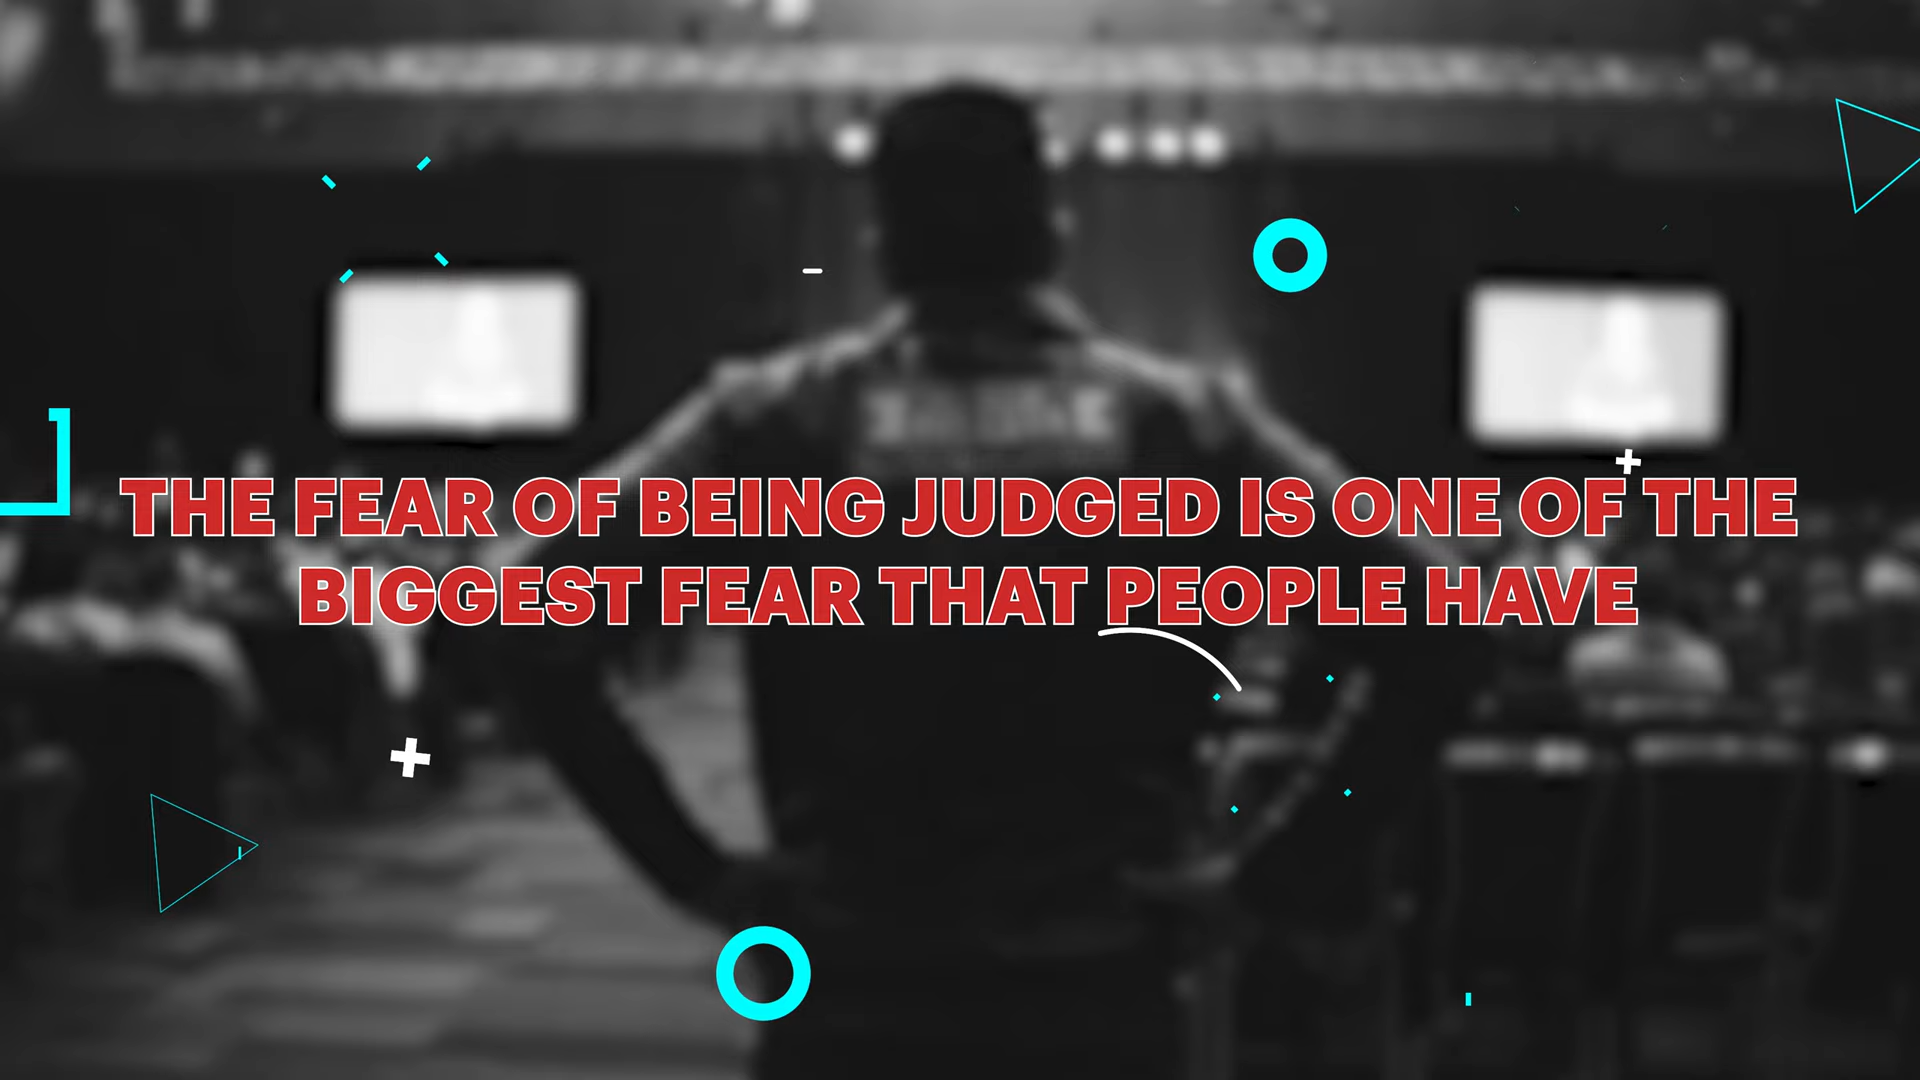 THE FEAR OF BEING JUDGED IS ONE OF THE
BIGGEST FEAR THAT PEOPLE HAVE